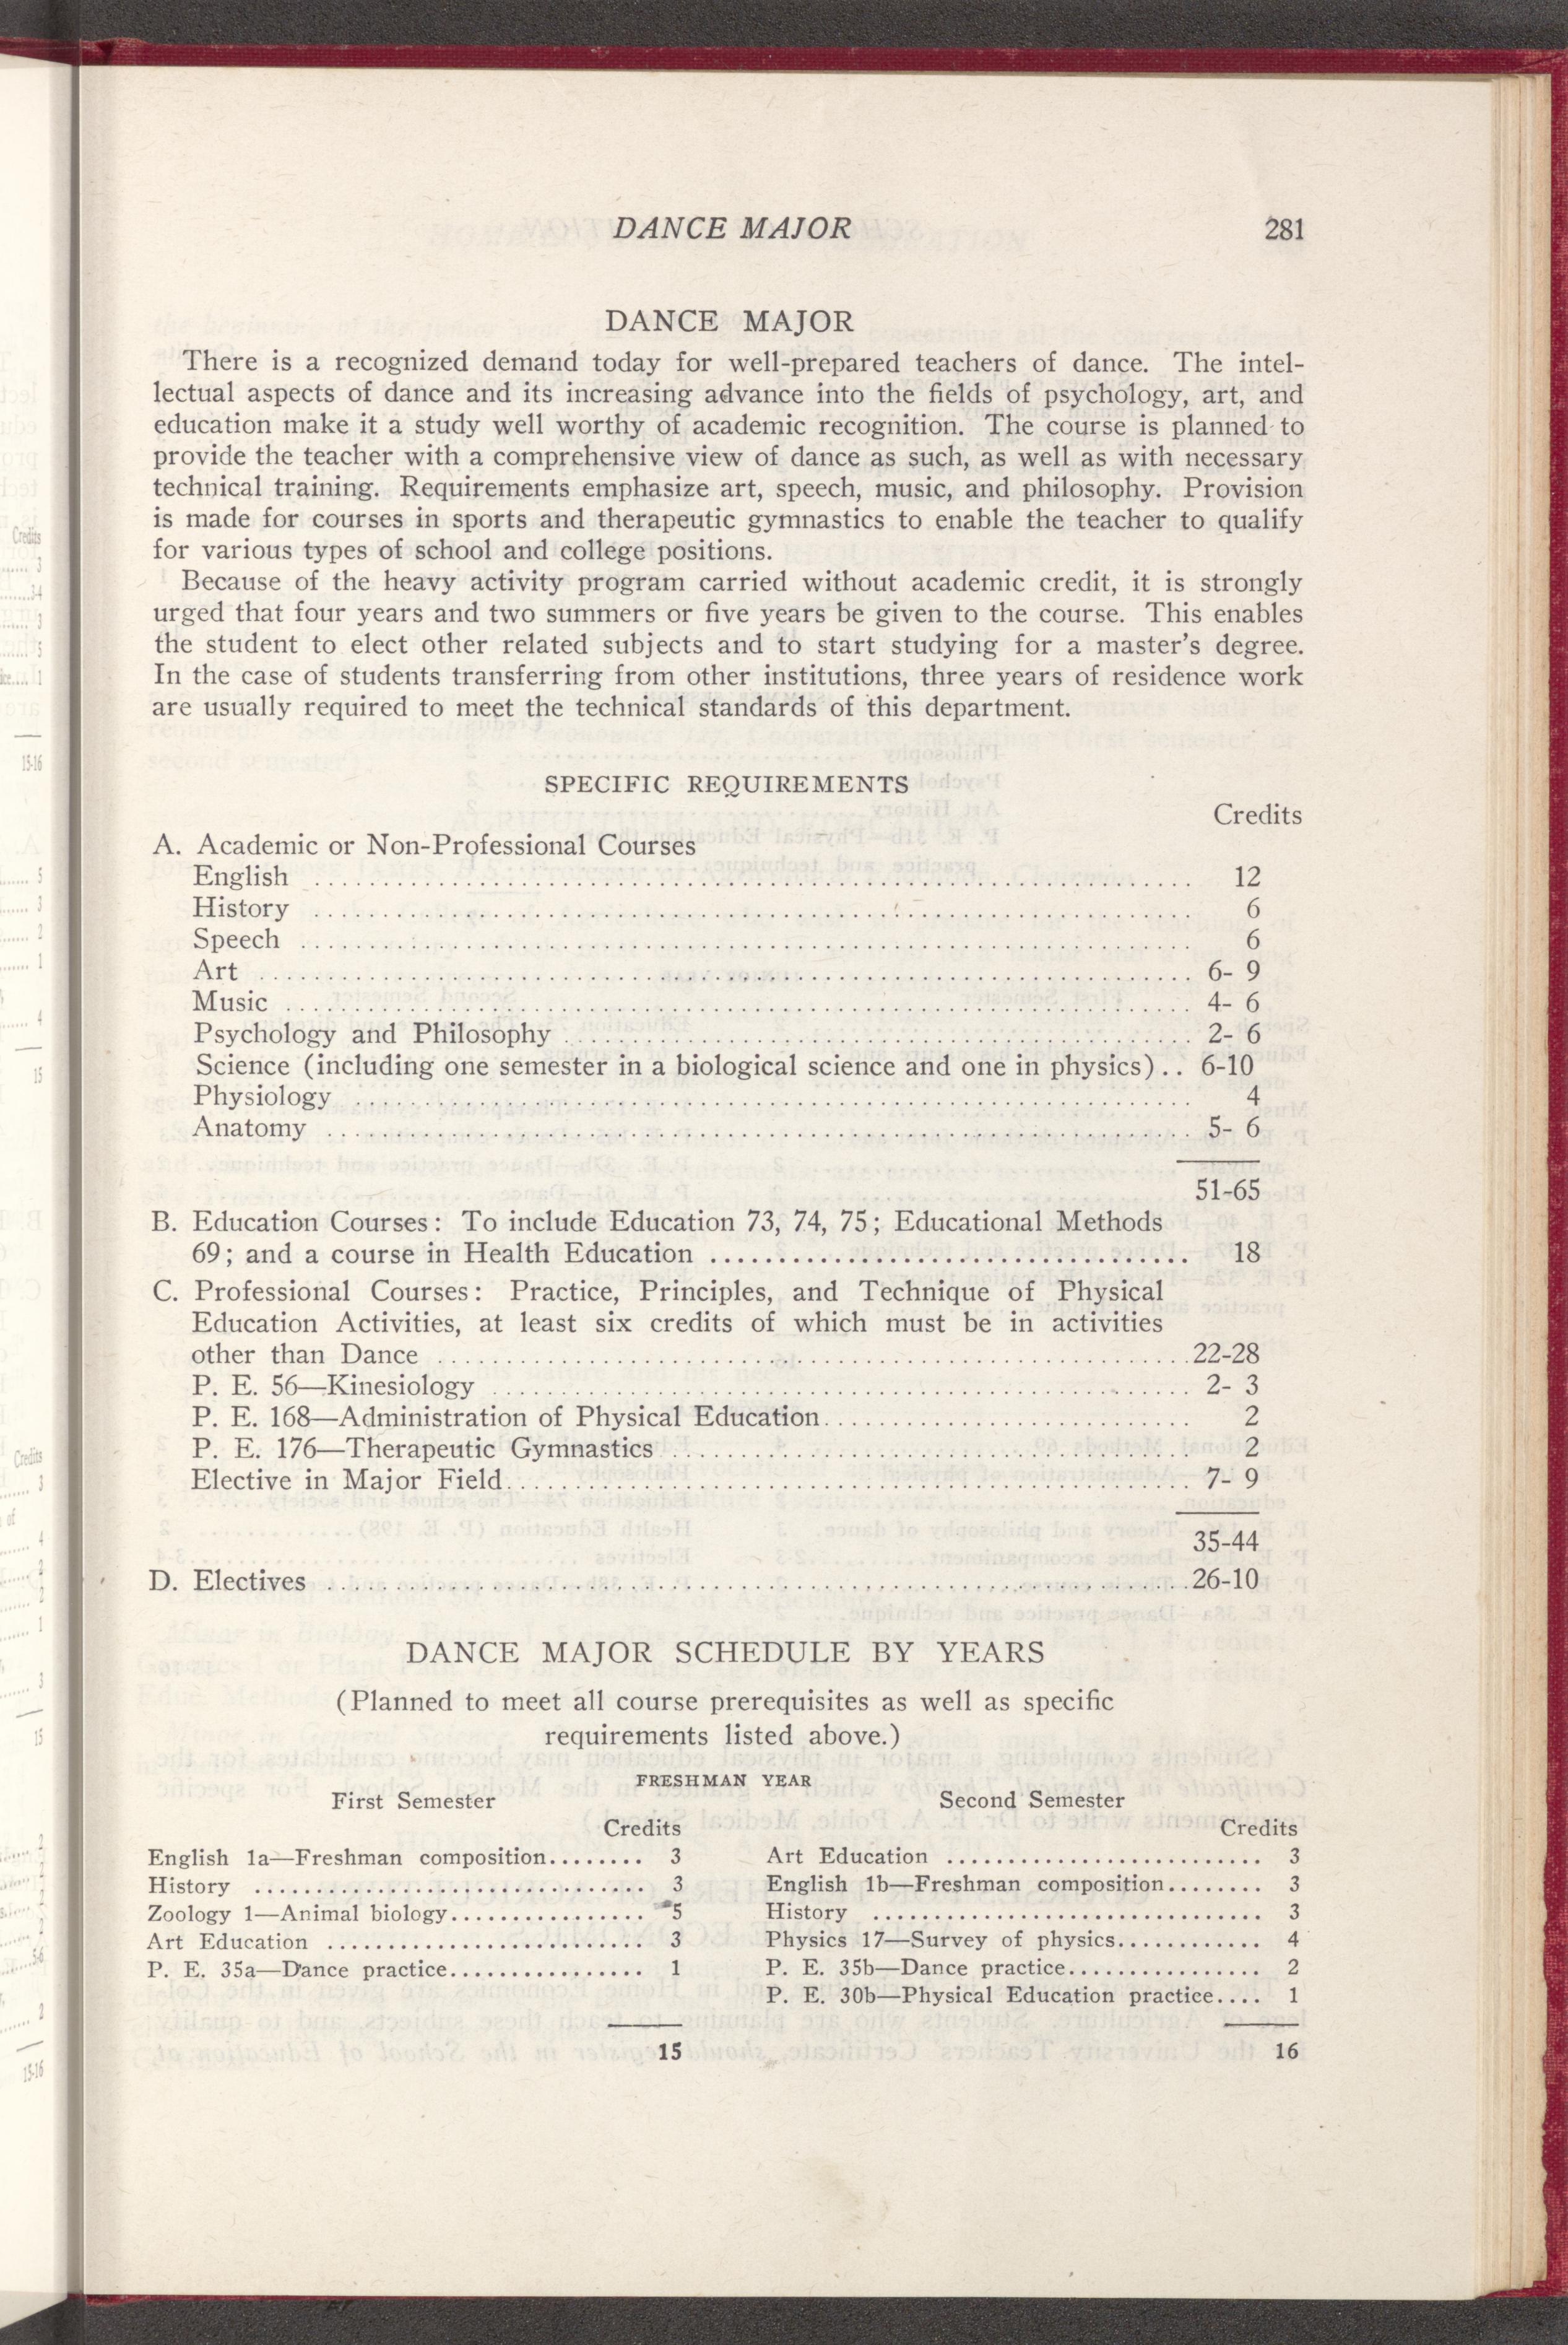 DANCE MAJOR 281
DANCE MAJOR
There is a recognized demand today for well-prepared teachers of dance. The intel-
lectual aspects of dance and its increasing advance into the fields of psychology, art, and
education make it a study well worthy of academic recognition. The course is planned to
provide the teacher with a comprehensive view of dance as such, as well as with necessary
technical training. Requirements emphasize art, speech, music, and philosophy. Provision
is made for courses in sports and therapeutic gymnastics to enable the teacher to qualify
for various types of school and college positions.
Because of the heavy activity program carried without academic credit, it is strongly
urged that four years and two summers or five years be given to the course. This enables
the student to elect other related subjects and to start studying for a master's degree.
In the case of students transferring from other institutions, three years of residence work
are usually required to meet the technical standards of this department.
SPECIFIC REQUIREMENTS
Credits
A. Academic or Non-Professional Courses
English ........ 12
History ........ 6
Speech ........ 6
Art ........ 6- 9
Music ........ 4- 6
Psychology and Philosophy ........ 2- 6
Science (including one semester in a biological science and one in physics) .. 6-10
Physiology ........ 4
Anatomy ........ 5- 6
51-65
B. Education Courses: To include Education 73, 74, 75; Educational Methods
69; and a course in Health Education ........ 18
C. Professional Courses: Practice, Principles, and Technique of Physical
Education Activities, at least six credits of which must be in activities
other than Dance ........ 22-28
P. E. 56—Kinesiology ........ 2- 3
P. E. 168—Administration of Physical Education ........ 2
P. E. 176—Therapeutic Gymnastics ........ 2
Elective in Major Field ........ 7- 9
35-44
D. Electives ........ 26-10
DANCE MAJOR SCHEDULE BY YEARS
(Planned to meet all course prerequisites as well as specific
requirements listed above.)
FRESHMAN YEAR
First Semester
Credits
English 1a—Freshman composition ........ 3
History ........ 3
Zoology 1—Animal biology ........ 5
Art Education ........ 3
P. E. 35a—Dance practice ........ 1
15
Second Semester
Credits
Art Education ........ 3
English 1b—Freshman composition ........ 3
History ........ 3
Physics 17—Survey of physics ........ 4
P. E. 35b—Dance practice ........ 2
P. E. 30b—Physical Education practice .... 1
16